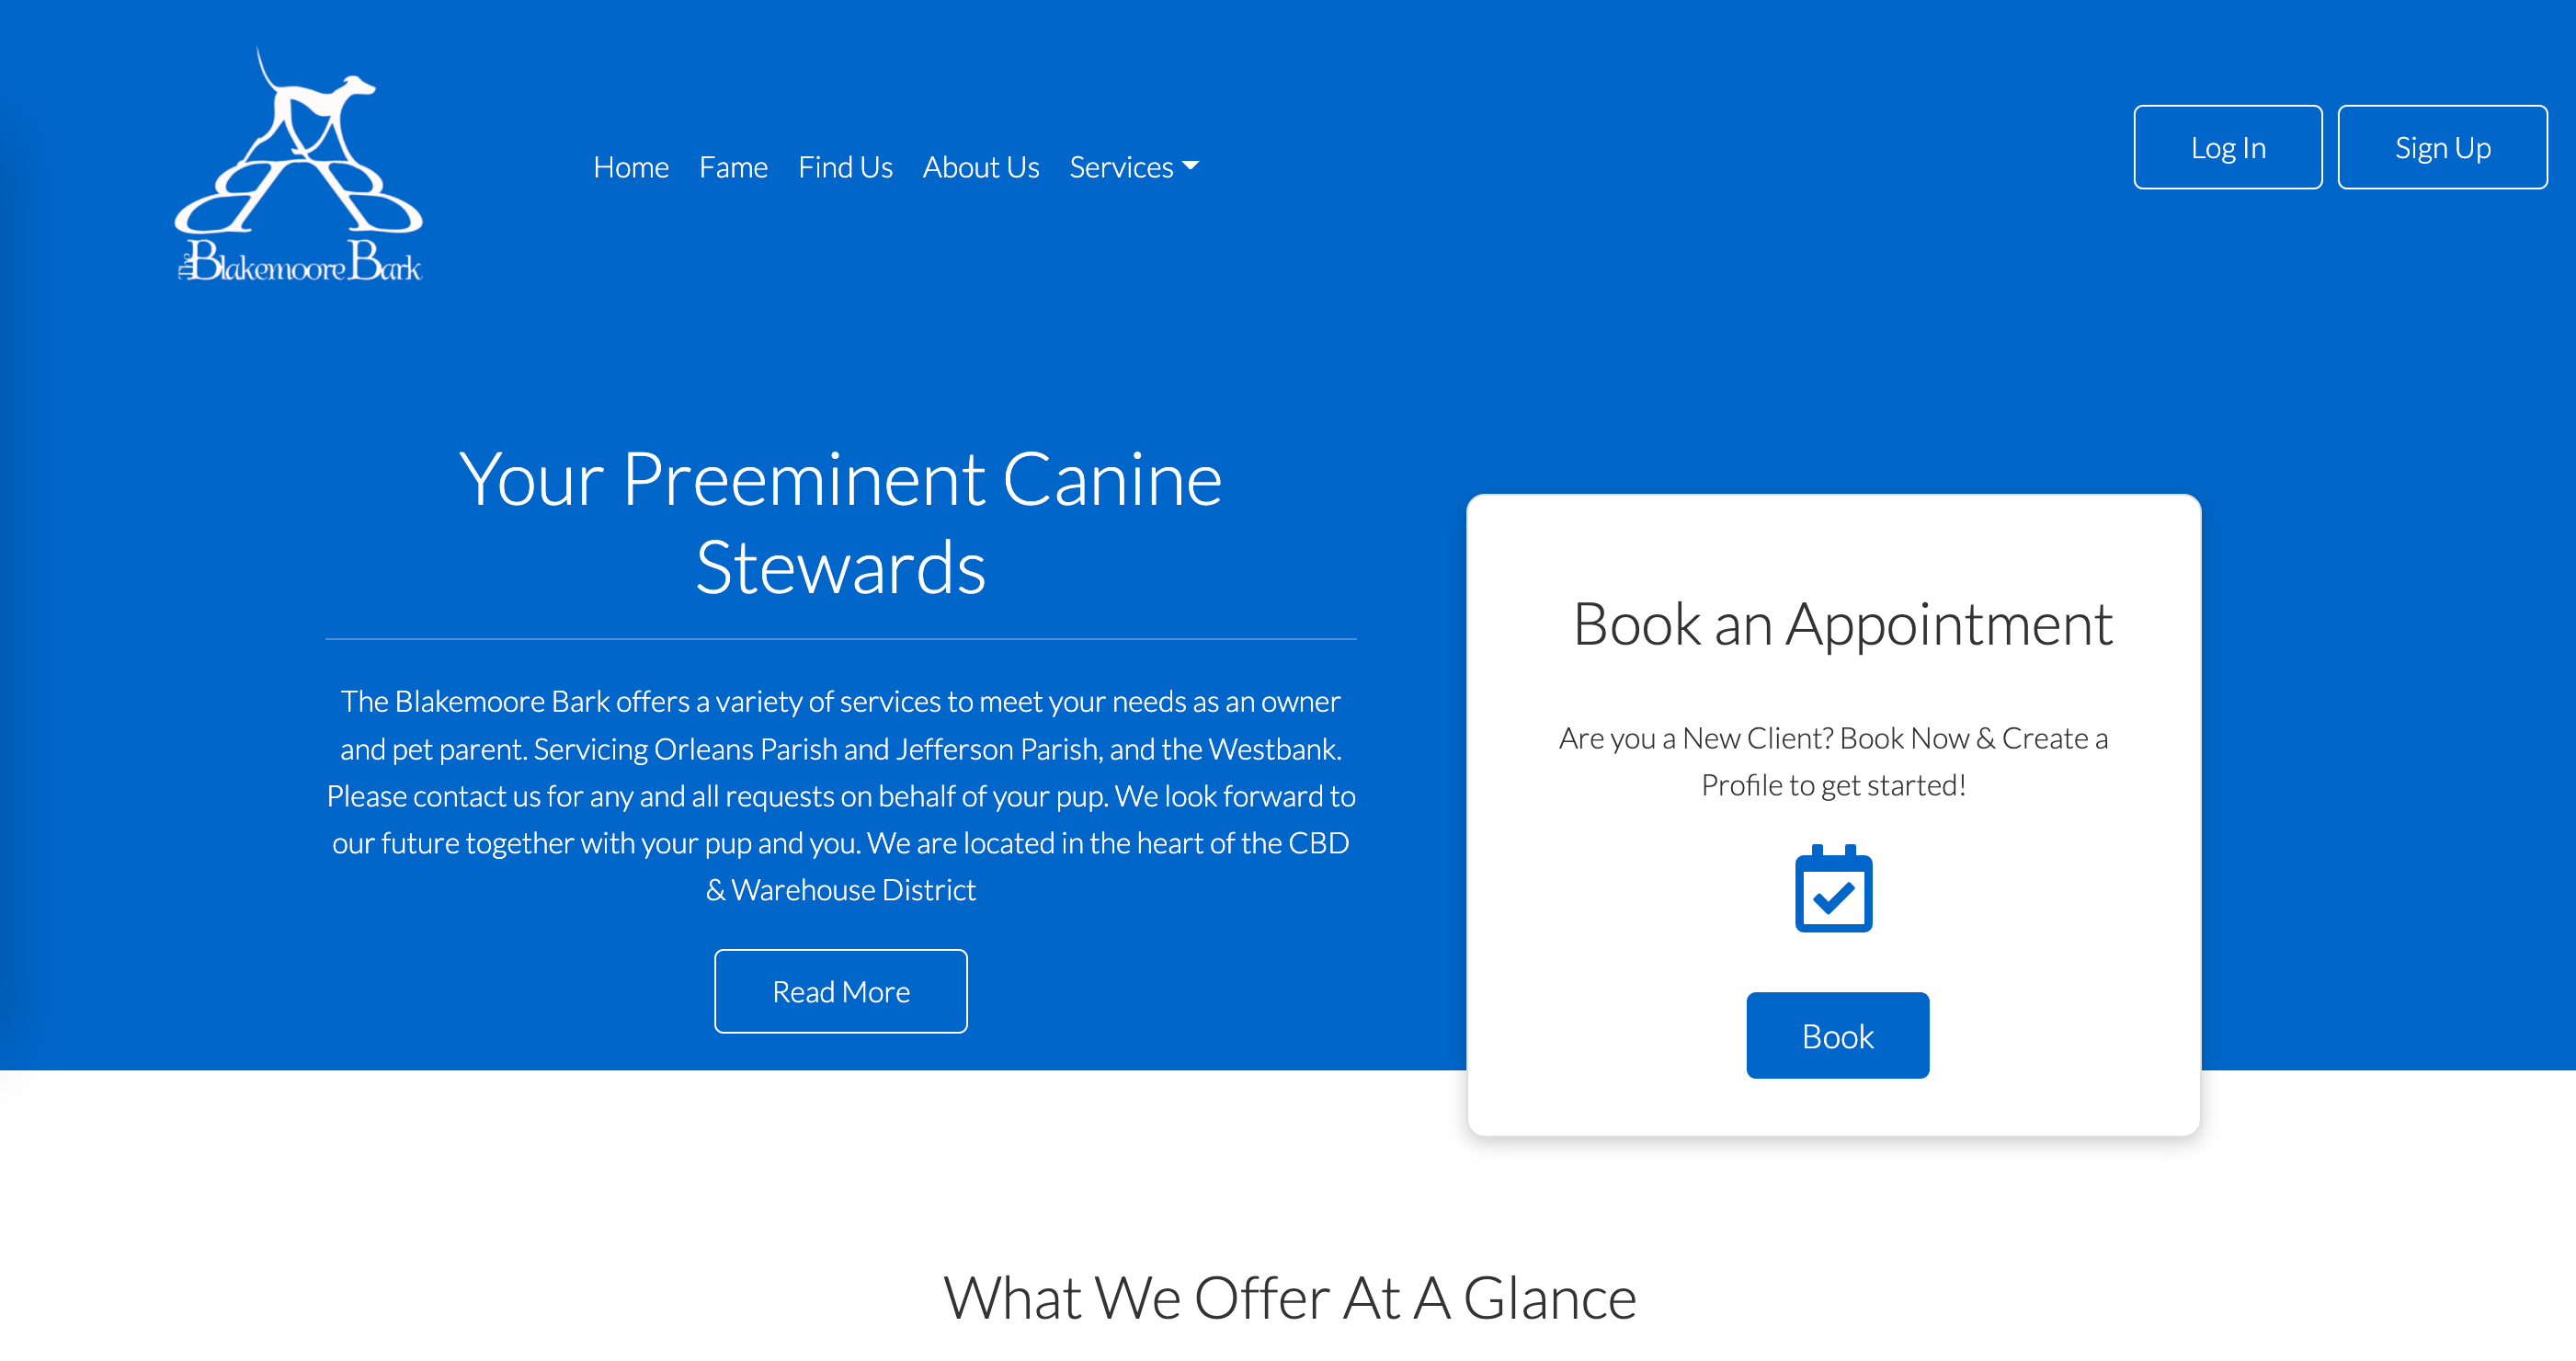 The Blakemoore Bark
Home Fame Find Us About Us Services
Log In Sign Up
Your Preeminent Canine
Stewards
The Blakemoore Bark offers a variety of services to meet your needs as an owner
and pet parent. Servicing Orleans Parish and Jefferson Parish, and the Westbank.
Please contact us for any and all requests on behalf of your pup. We look forward to
our future together with your pup and you. We are located in the heart of the CBD
& Warehouse District
Read More
Book an Appointment
Are you a New Client? Book Now & Create a
Profile to get started!
Book
What We Offer At A Glance